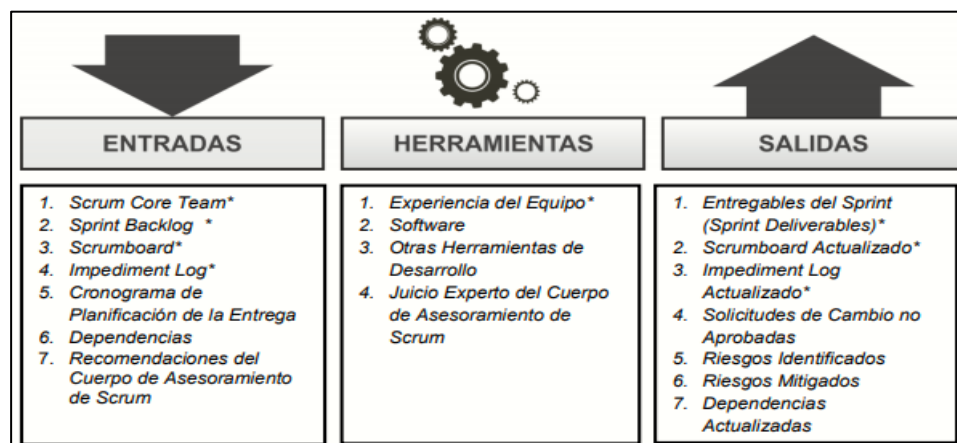 ENTRADAS
1. Scrum Core Team*
2. Sprint Backlog *
3. Scrumboard*
4. Impediment Log*
5. Cronograma de
Planificación de la Entrega
6. Dependencias
7. Recomendaciones del
Cuerpo de Asesoramiento
de Scrum
HERRAMIENTAS
1. Experiencia del Equipo*
2. Software
3. Otras Herramientas de
Desarrollo
4. Juicio Experto del Cuerpo
de Asesoramiento de
Scrum
SALIDAS
1. Entregables del Sprint
(Sprint Deliverables)*
2. Scrumboard Actualizado*
3. Impediment Log
Actualizado*
4. Solicitudes de Cambio no
Aprobadas
5. Riesgos Identificados
6. Riesgos Mitigados
7. Dependencias
Actualizadas